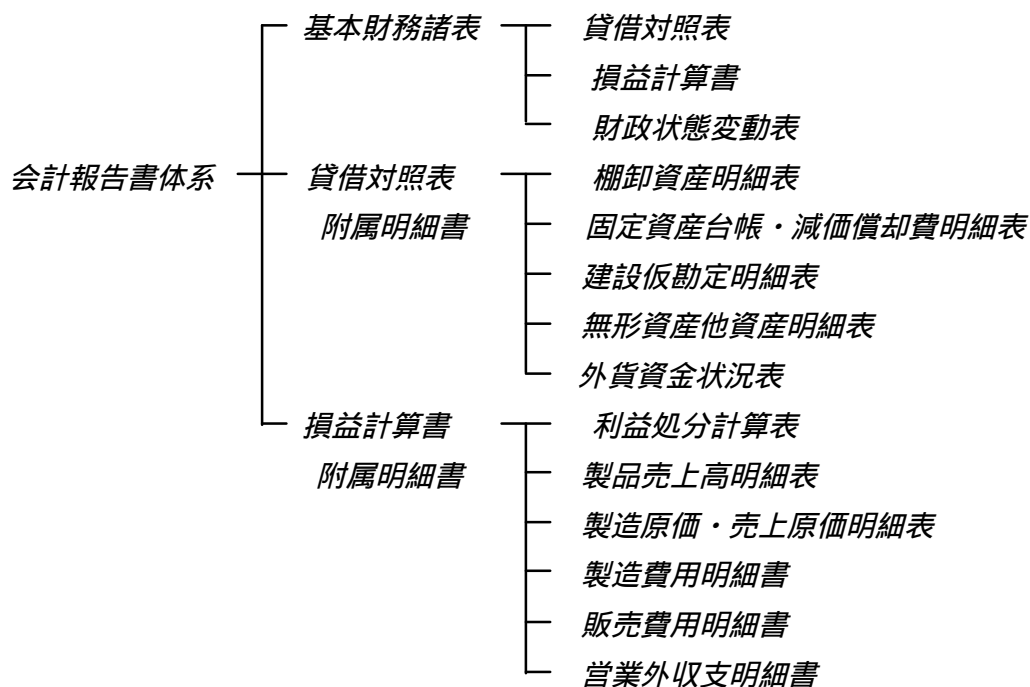 基本財務諸表 貸借対照表
損益計算書
財政状態変動表
会計報告書体系 貸借対照表 棚卸資産明細表
附属明細書 固定資産台帳・減価償却費明細表
建設仮勘定明細表
無形資産他資産明細表
外貨資金状況表
損益計算書 利益処分計算表
附属明細書 製品売上高明細表
製造原価・売上原価明細表
製造費用明細書
販売費用明細書
営業外収支明細書